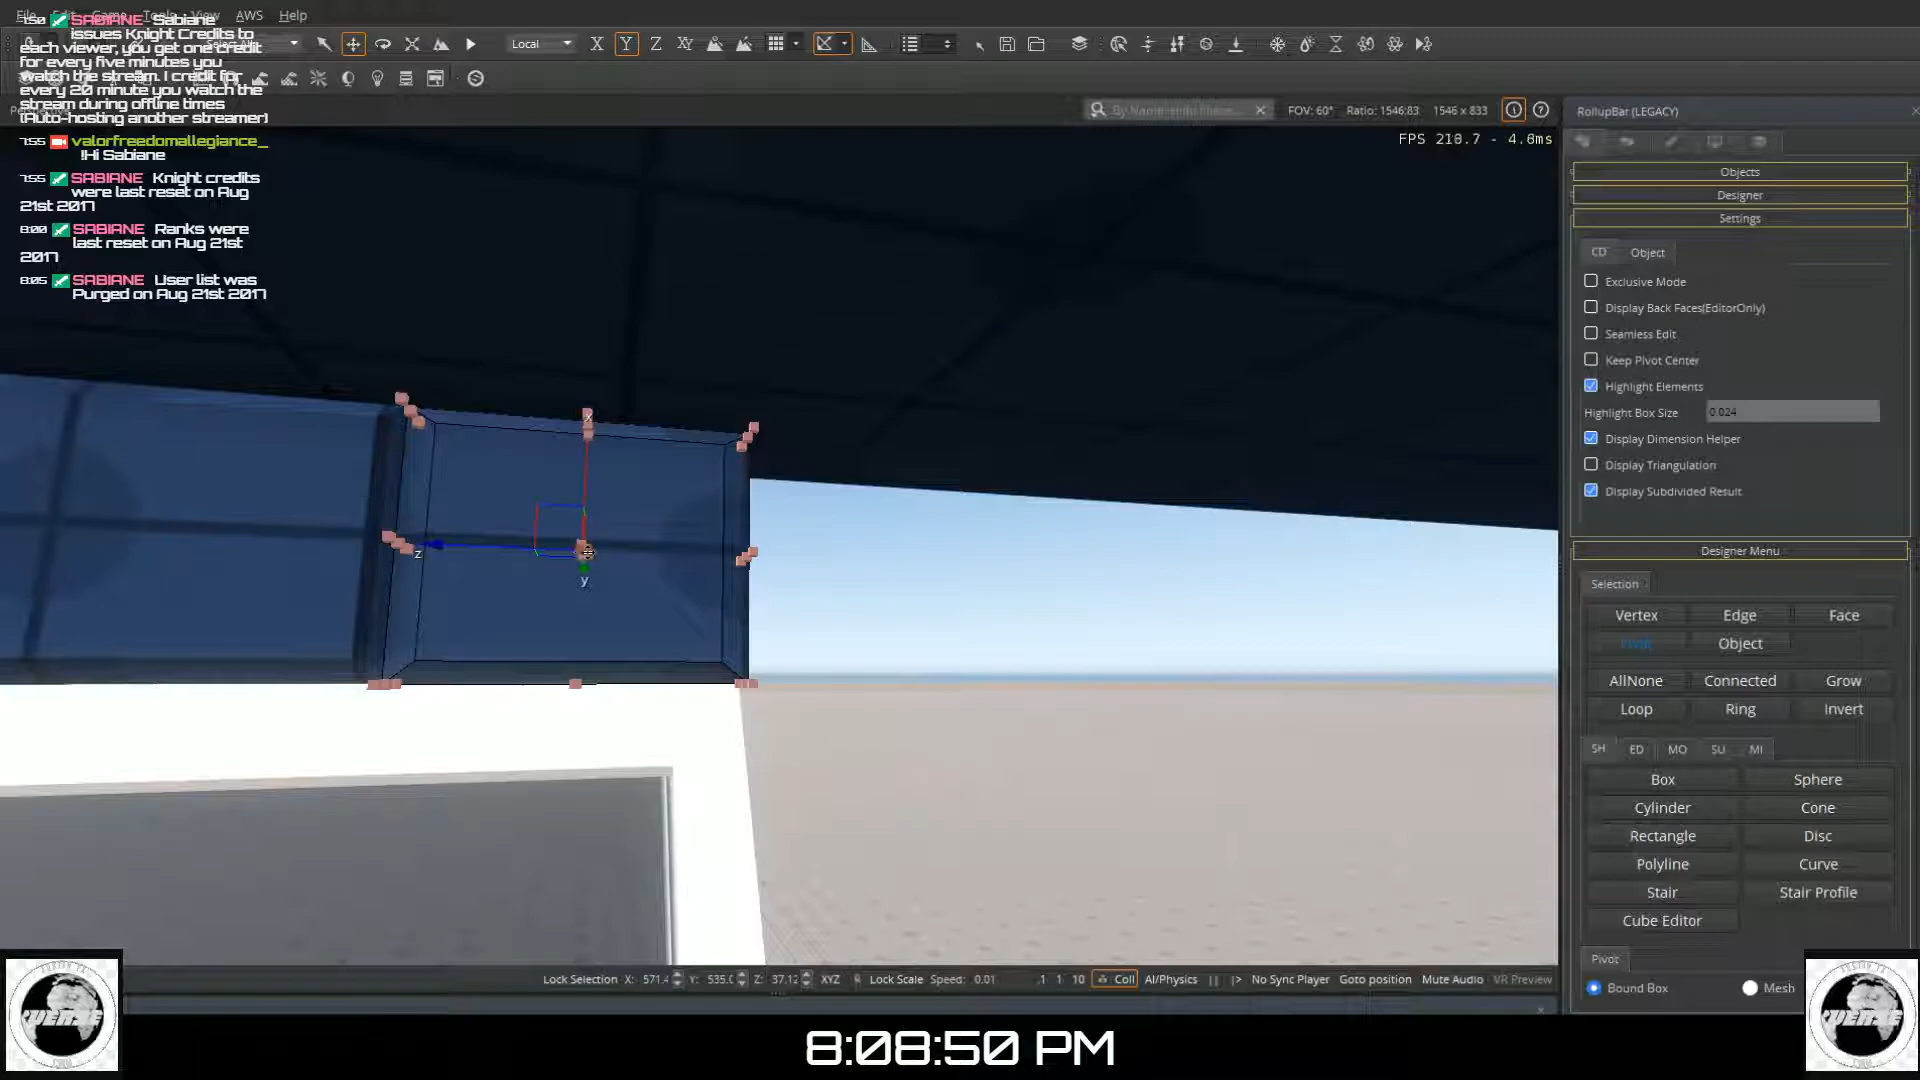 File Edit Game Tools View AWS Help
1:50 SABIANE Sabiane
issues Knight Credits to
each viewer, you get one credit
for every five minutes you
watch the stream. 1 credit for
every 20 minute you watch the
stream during offline times
(Auto-hosting another streamer)
7:55 valorfreedomallegiance_
!Hi Sabiane
7:55 SABIANE Knight credits
were last reset on Aug
21st 2017
8:00 SABIANE Ranks were
last reset on Aug 21st
2017
8:05 SABIANE User list was
Purged on Aug 21st 2017
Local X Y Z XY
FOV: 60° Ratio: 1546:83 1546 x 833
FPS 210.7 - 4.8ms
x
z
y
RollupBar (LEGACY)
Objects
Designer
Settings
CD Object
Exclusive Mode
Display Back Faces(EditorOnly)
Seamless Edit
Keep Pivot Center
Highlight Elements
Highlight Box Size 0.024
Display Dimension Helper
Display Triangulation
Display Subdivided Result
Designer Menu
Selection
Vertex Edge Face
Pivot Object
AllNone Connected Grow
Loop Ring Invert
SH ED MO SU MI
Box Sphere
Cylinder Cone
Rectangle Disc
Polyline Curve
Stair Stair Profile
Cube Editor
Pivot
Bound Box Mesh
Lock Selection X: 571.4 Y: 535.0 Z: 37.12 XYZ Lock Scale Speed: 0.01 .1 1 10 Coll AI/Physics || |> No Sync Player Goto position Mute Audio VR Preview
8:08:50 PM